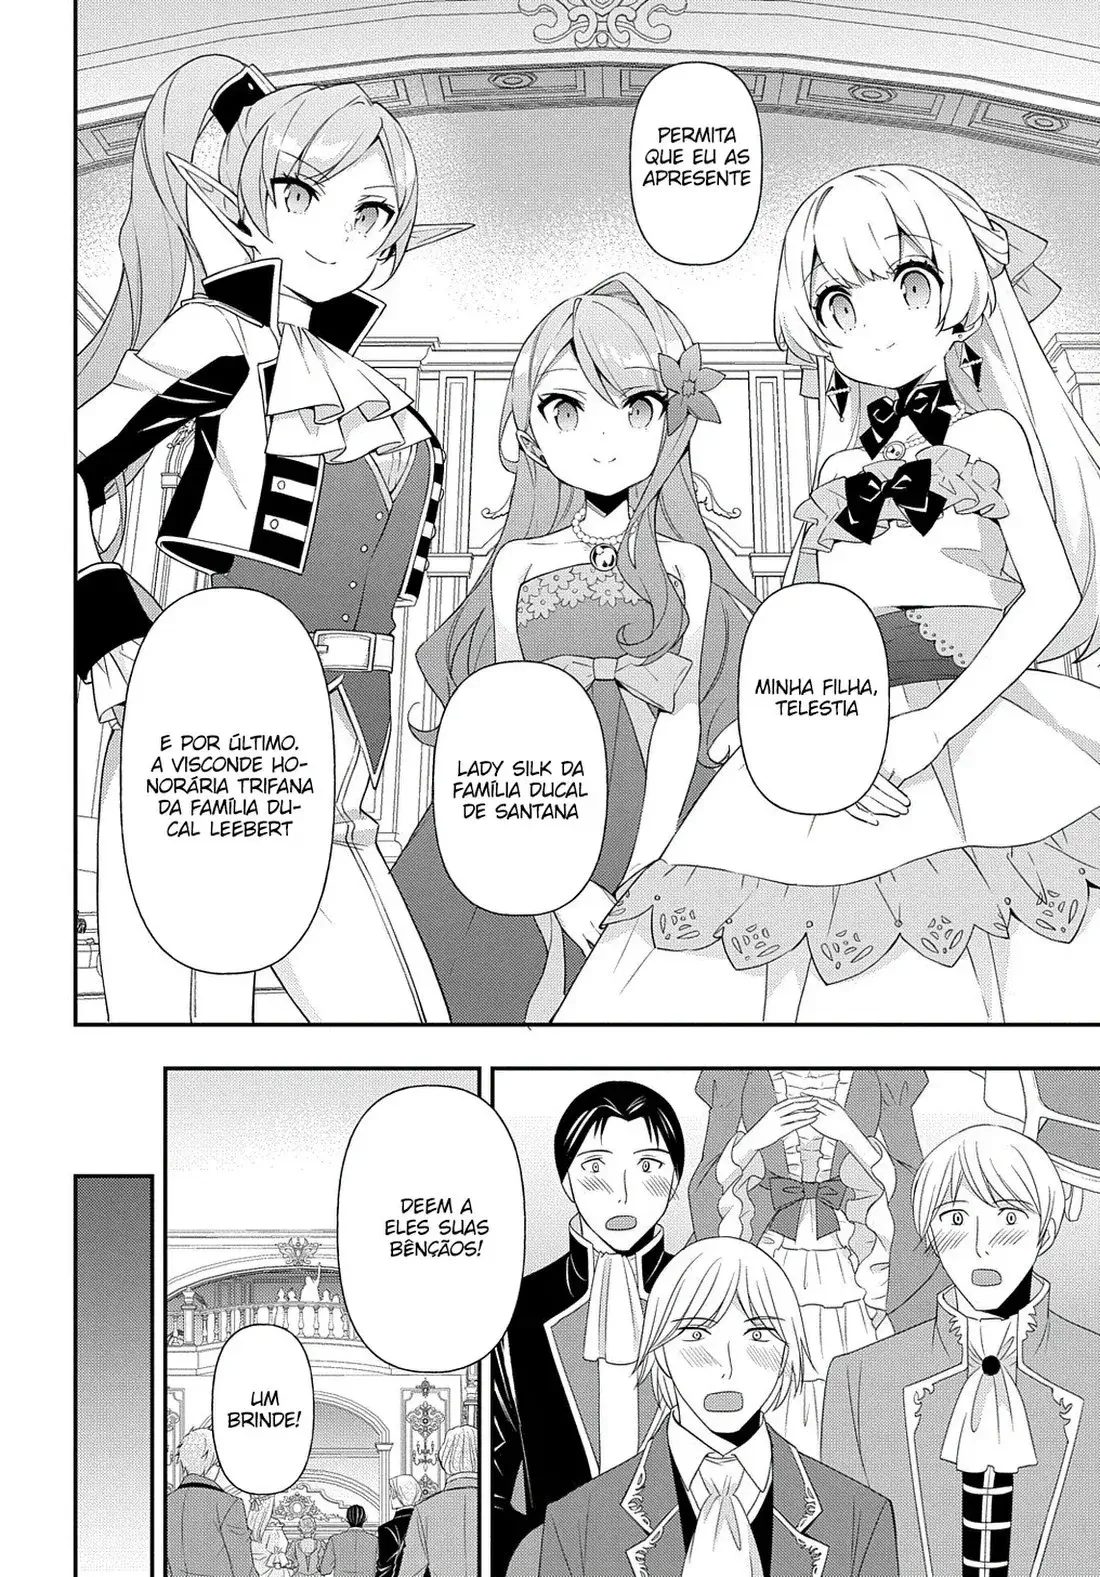 PERMITA
QUE EU AS
APRESENTE
MINHA FILHA,
TELESTIA
LADY SILK DA
FAMÍLIA DUCAL
DE SANTANA
E POR ÚLTIMO.
A VISCONDE HO-
NORÁRIA TRIFANA
DA FAMÍLIA DU-
CAL LEEBERT
DEEM A
ELES SUAS
BÊNÇÃOS!
UM
BRINDE!